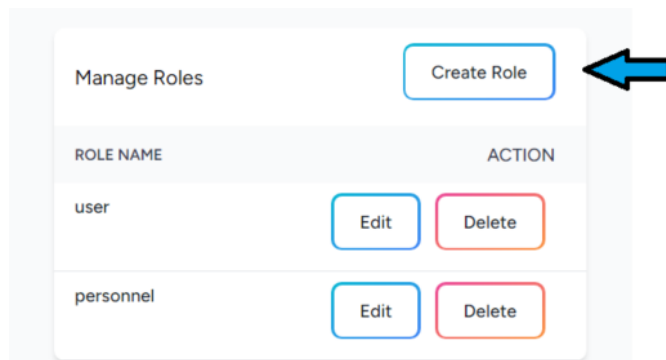 Manage Roles
Create Role
ROLE NAME
ACTION
user
Edit
Delete
personnel
Edit
Delete